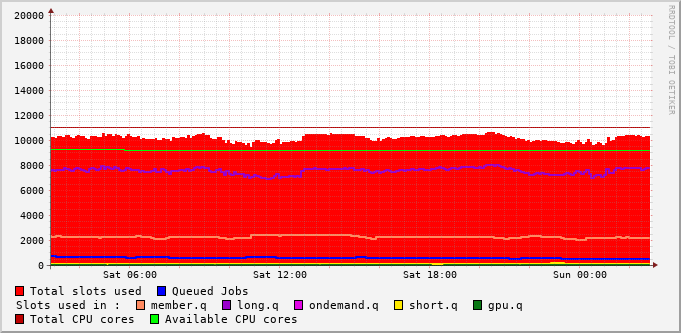 20000
18000
16000
14000
12000
10000
8000
6000
4000
2000
0
Sat 06:00 Sat 12:00 Sat 18:00 Sun 00:00
Total slots used Queued Jobs
Slots used in : member.q long.q ondemand.q short.q gpu.q
Total CPU cores Available CPU cores
RRDTOOL / TOBI OETIKER